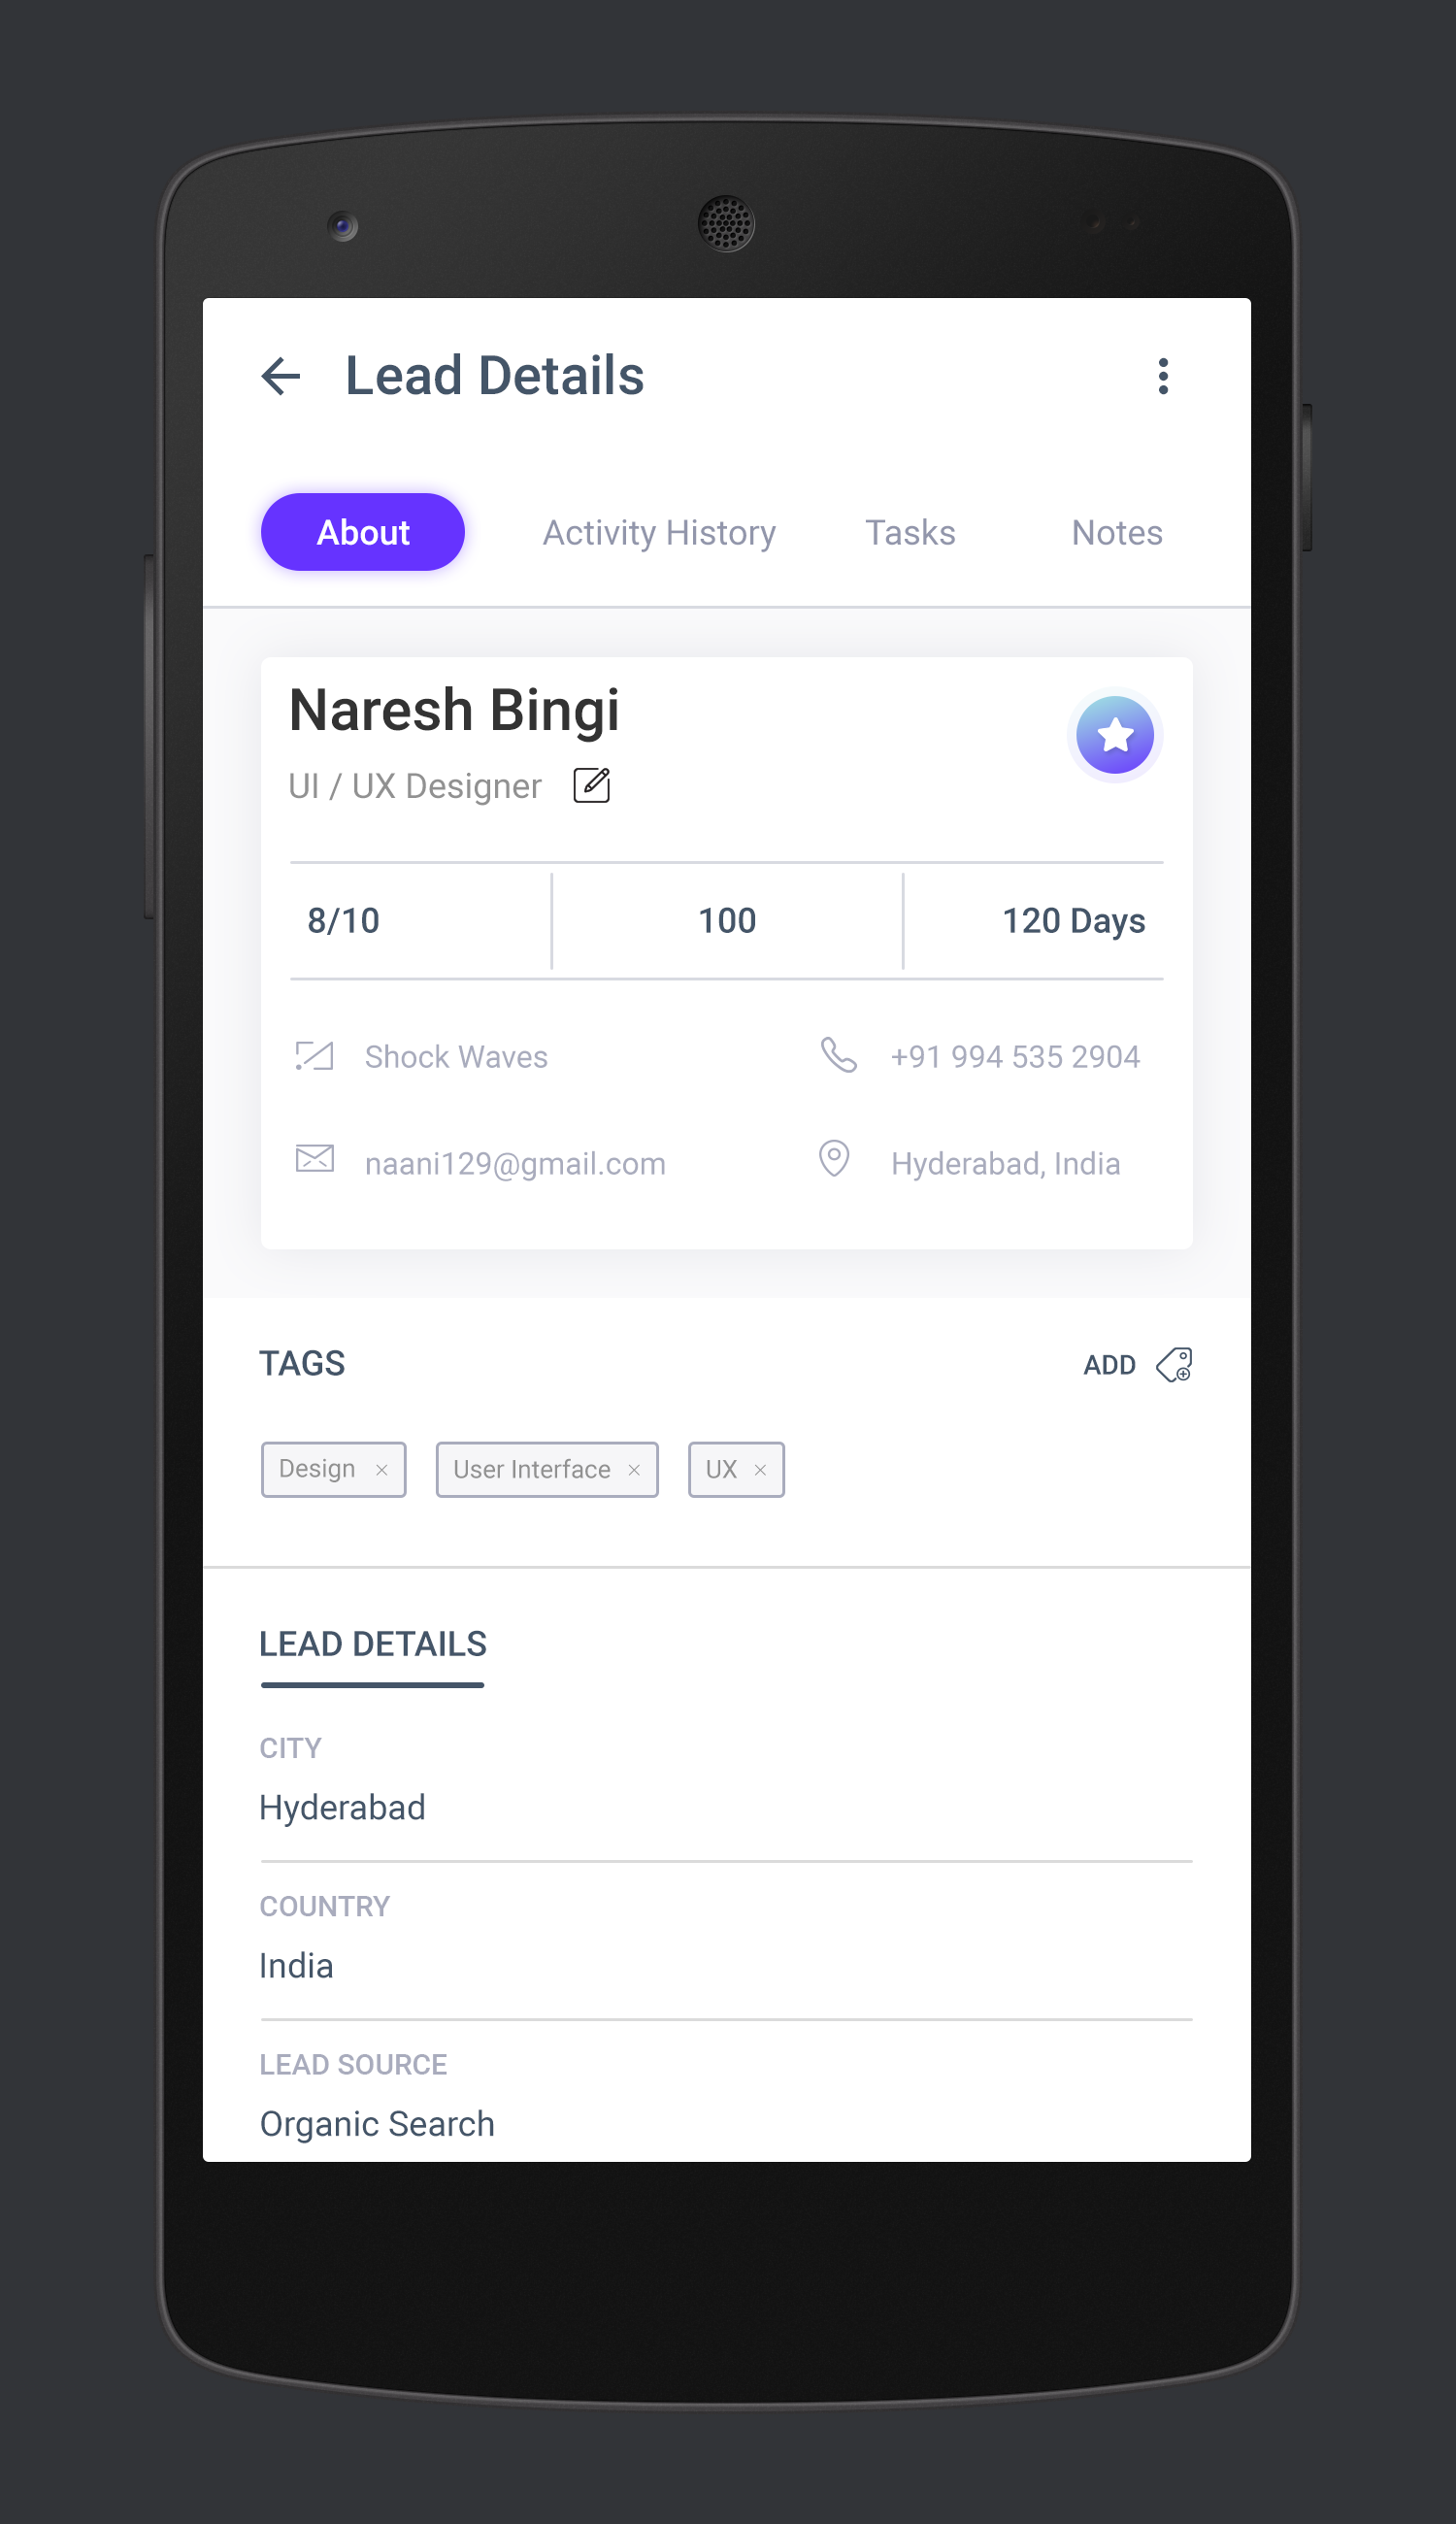 Lead Details
About Activity History Tasks Notes
Naresh Bingi
UI / UX Designer
8/10 100 120 Days
Shock Waves +91 994 535 2904
naani129@gmail.com Hyderabad, India
TAGS ADD
Design × User Interface × UX ×
LEAD DETAILS
CITY
Hyderabad
COUNTRY
India
LEAD SOURCE
Organic Search